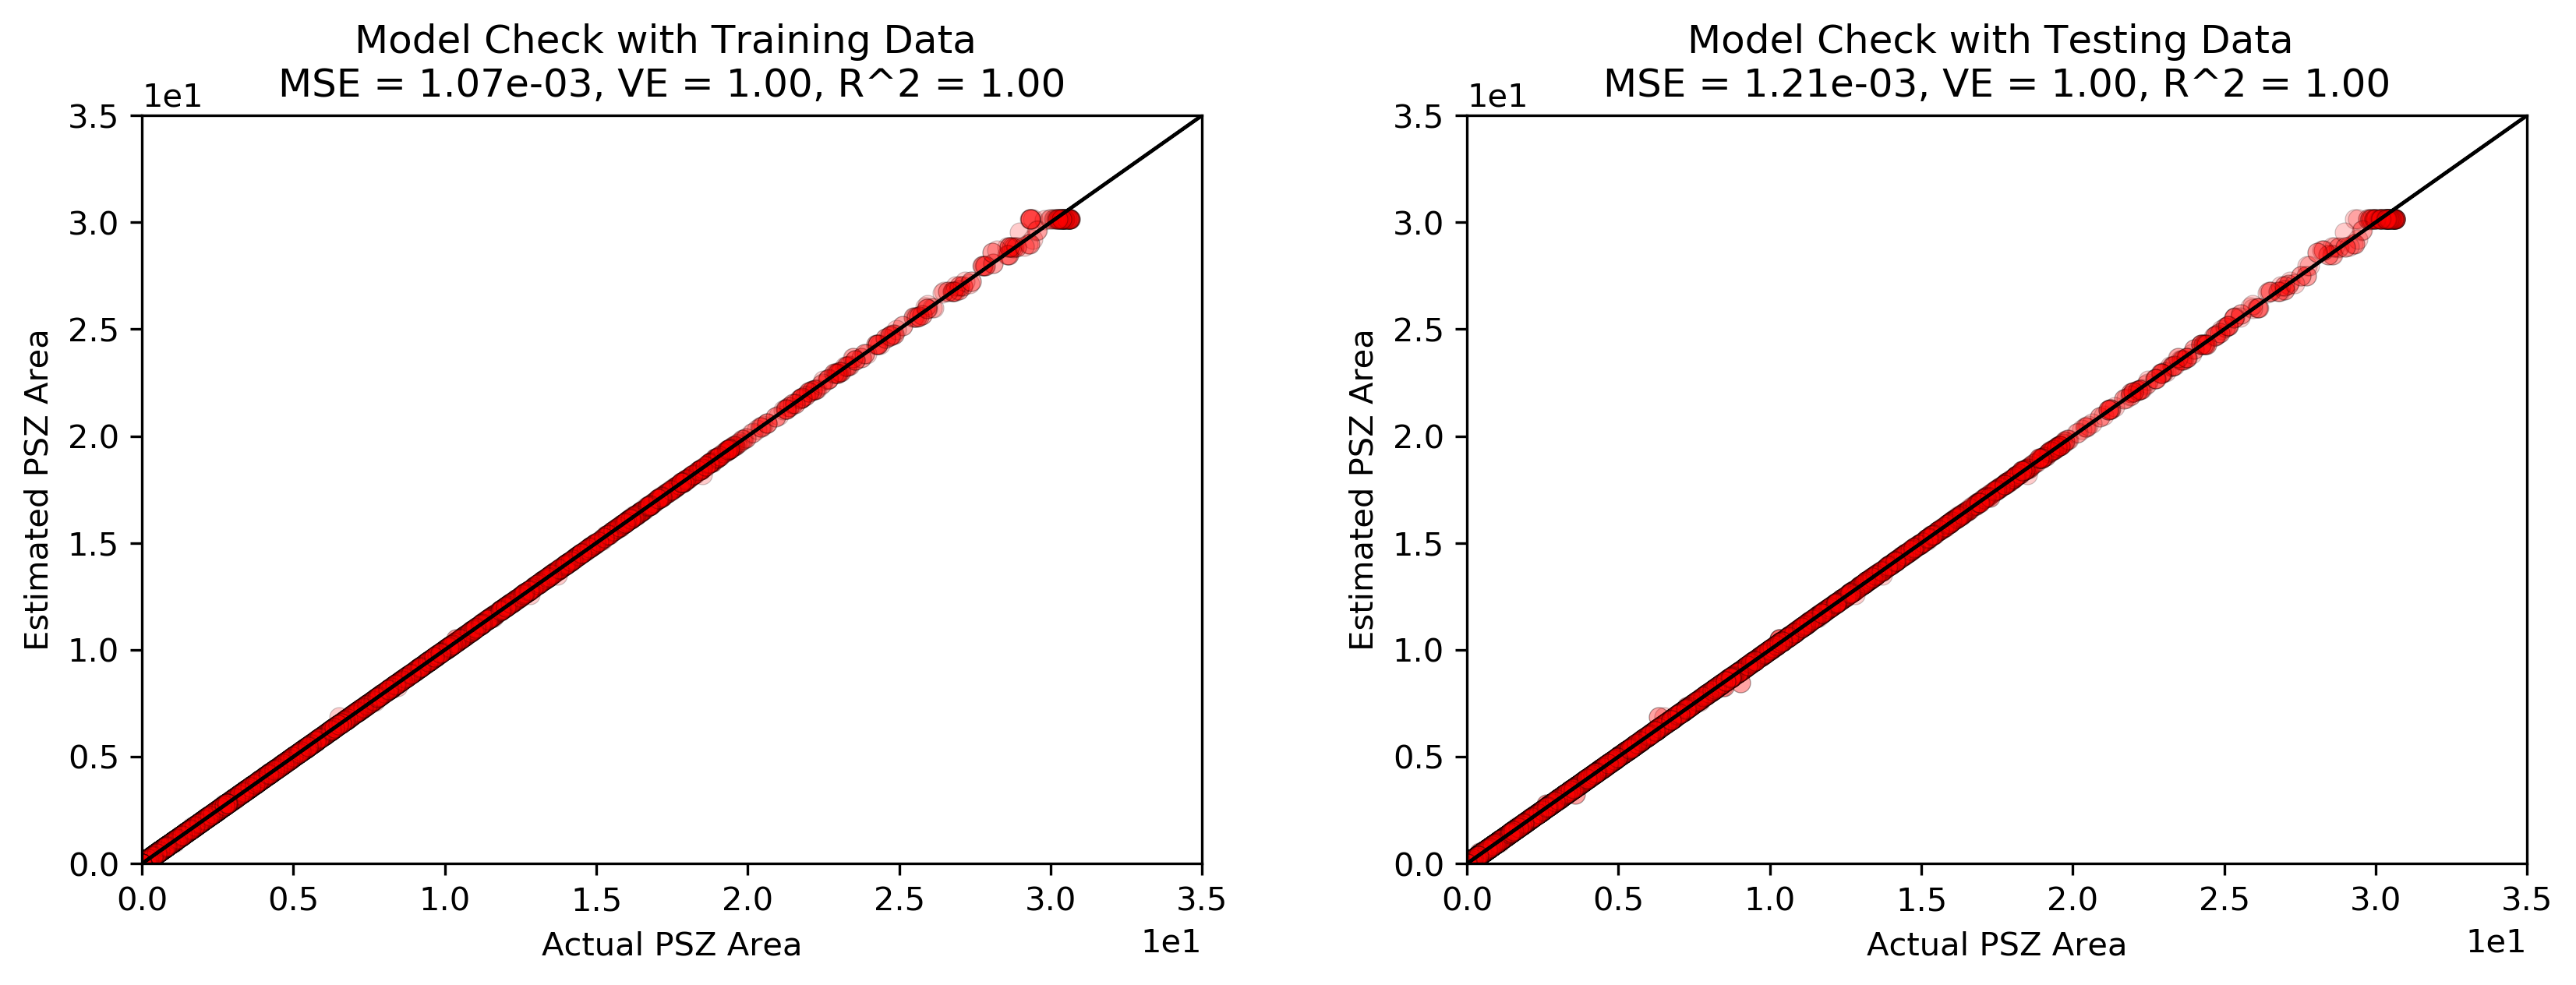 Model Check with Training Data
MSE = 1.07e-03, VE = 1.00, R^2 = 1.00
1e1
3.5
3.0
2.5
2.0
1.5
1.0
0.5
0.0
Estimated PSZ Area
0.0 0.5 1.0 1.5 2.0 2.5 3.0 3.5
Actual PSZ Area
1e1
Model Check with Testing Data
MSE = 1.21e-03, VE = 1.00, R^2 = 1.00
1e1
3.5
3.0
2.5
2.0
1.5
1.0
0.5
0.0
Estimated PSZ Area
0.0 0.5 1.0 1.5 2.0 2.5 3.0 3.5
Actual PSZ Area
1e1